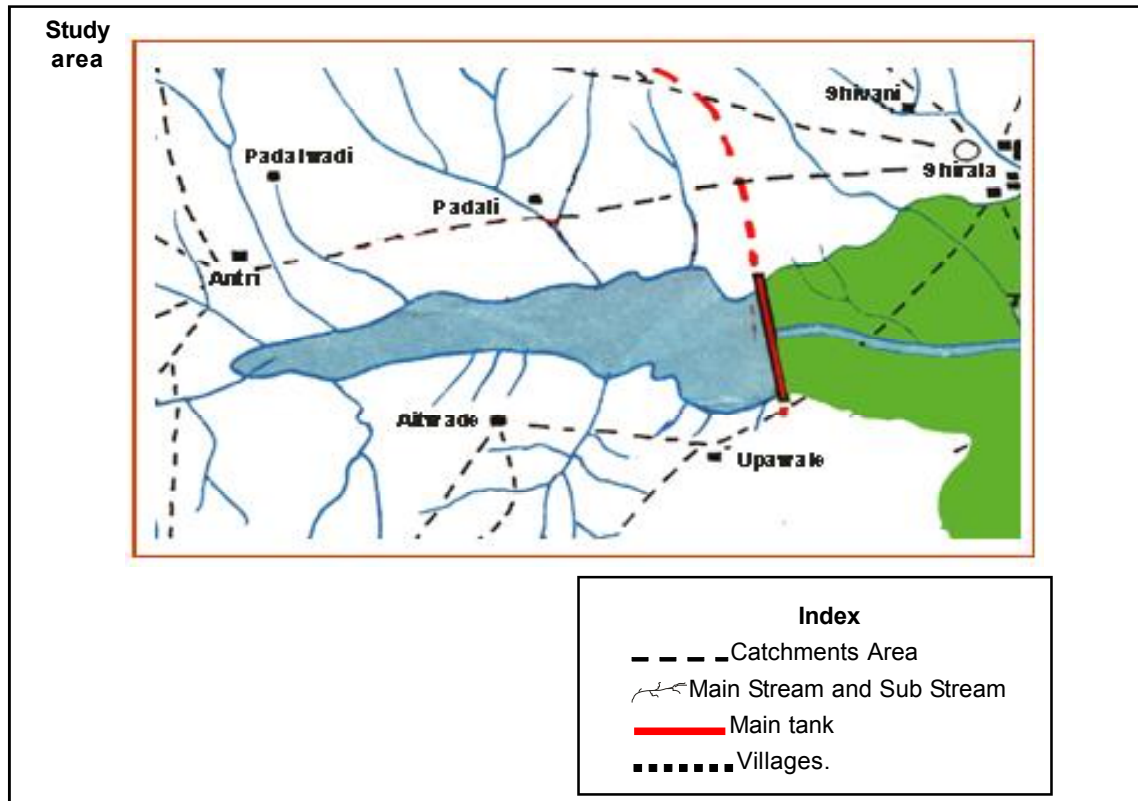 Study
area
Shivani
Padalwadi
Shirala
Padali
Antri
Aitwade
Upawale
Index
Catchments Area
Main Stream and Sub Stream
Main tank
Villages.